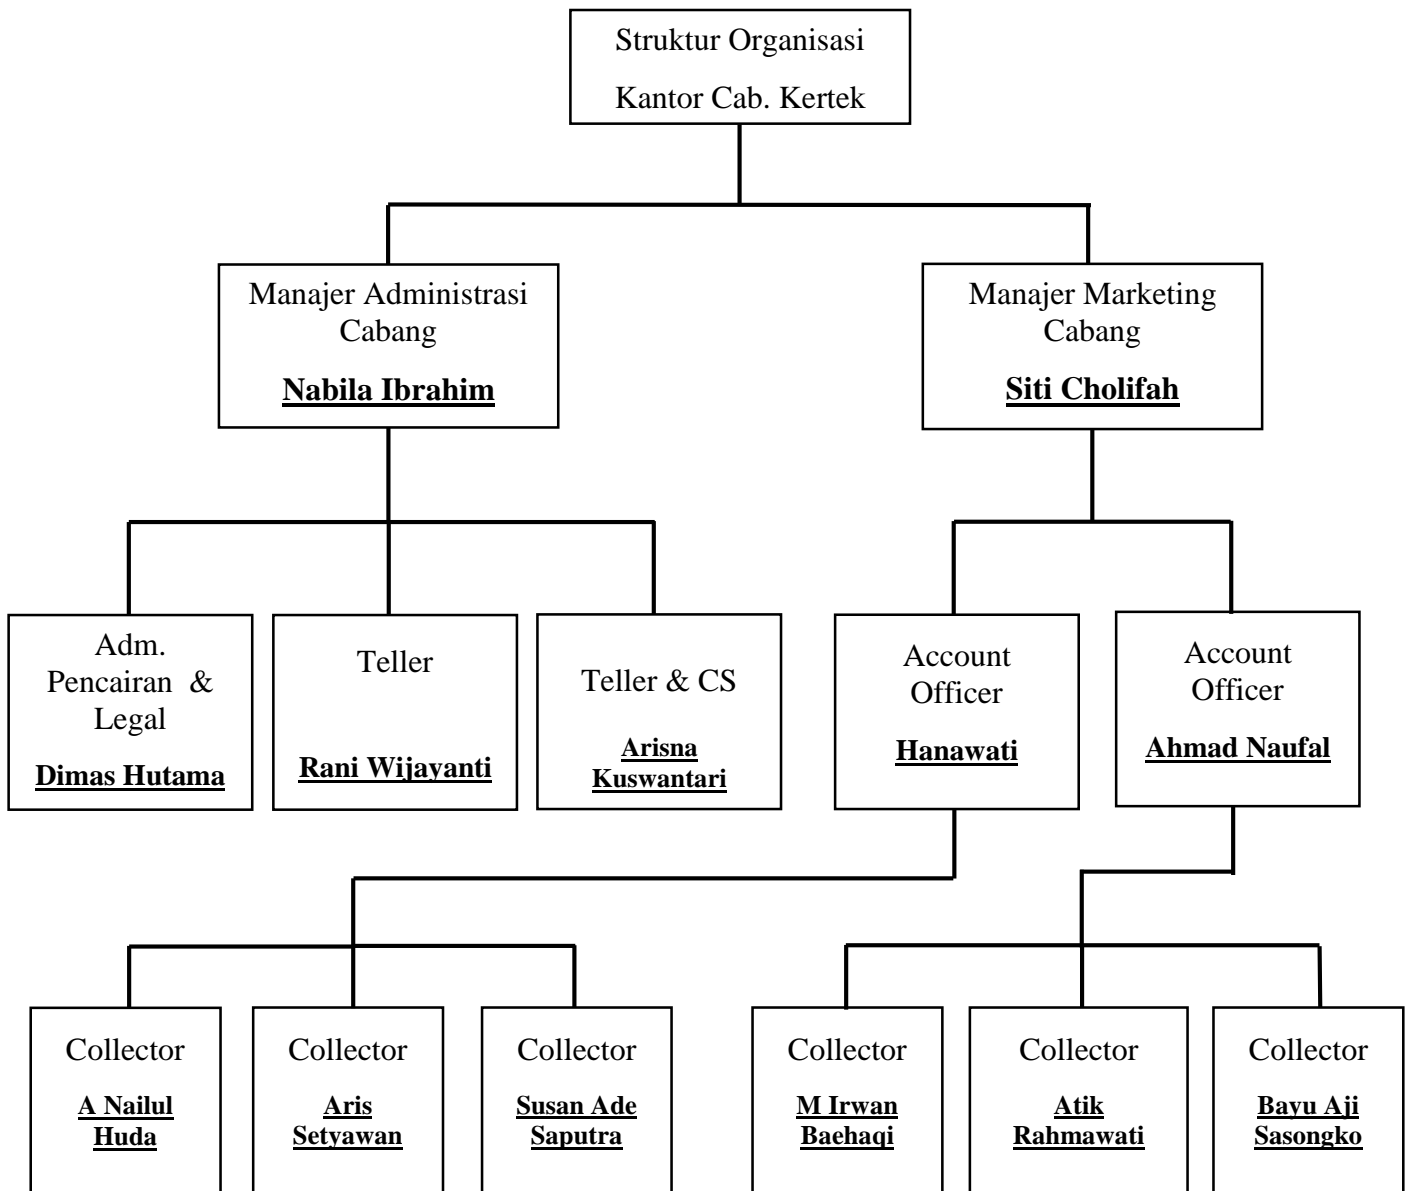 Struktur Organisasi
Kantor Cab. Kertek
Manajer Administrasi
Cabang
Nabila Ibrahim
Manajer Marketing
Cabang
Siti Cholifah
Adm.
Pencairan &
Legal
Dimas Hutama
Teller
Rani Wijayanti
Teller & CS
Arisna
Kuswantari
Account
Officer
Hanawati
Account
Officer
Ahmad Naufal
Collector
A Nailul
Huda
Collector
Aris
Setyawan
Collector
Susan Ade
Saputra
Collector
M Irwan
Baehaqi
Collector
Atik
Rahmawati
Collector
Bayu Aji
Sasongko